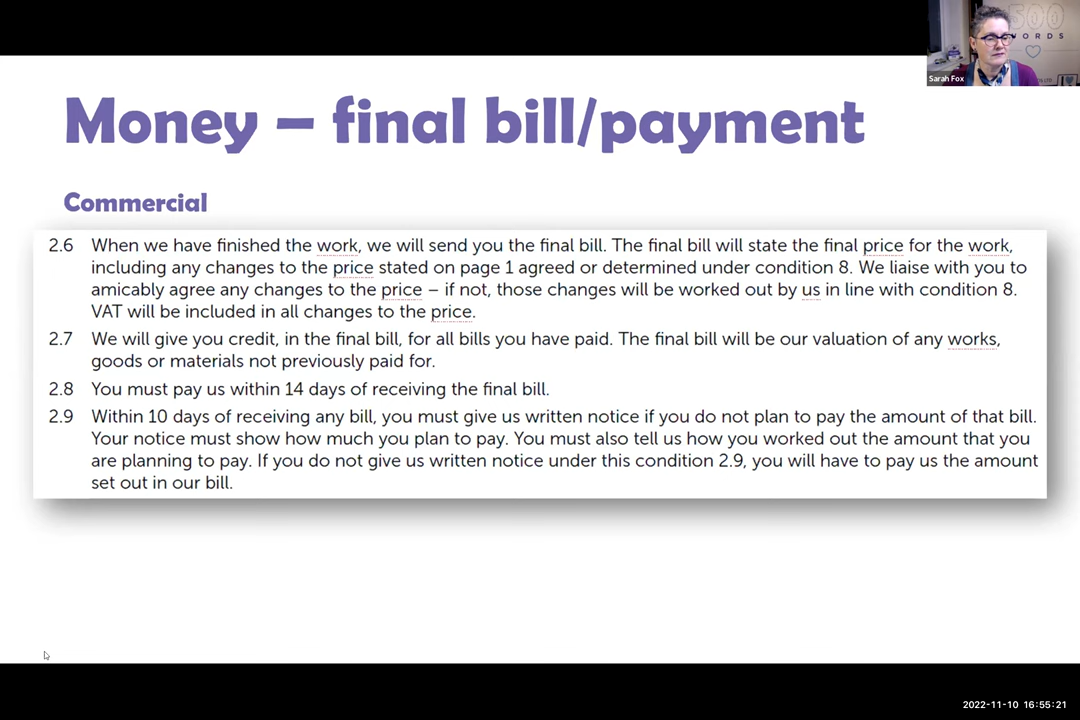 500
WORDS
Sarah Fox
Money – final bill/payment
Commercial
2.6 When we have finished the work, we will send you the final bill. The final bill will state the final price for the work,
including any changes to the price stated on page 1 agreed or determined under condition 8. We liaise with you to
amicably agree any changes to the price – if not, those changes will be worked out by us in line with condition 8.
VAT will be included in all changes to the price.
2.7 We will give you credit, in the final bill, for all bills you have paid. The final bill will be our valuation of any works,
goods or materials not previously paid for.
2.8 You must pay us within 14 days of receiving the final bill.
2.9 Within 10 days of receiving any bill, you must give us written notice if you do not plan to pay the amount of that bill.
Your notice must show how much you plan to pay. You must also tell us how you worked out the amount that you
are planning to pay. If you do not give us written notice under this condition 2.9, you will have to pay us the amount
set out in our bill.
2022-11-10 16:55:21